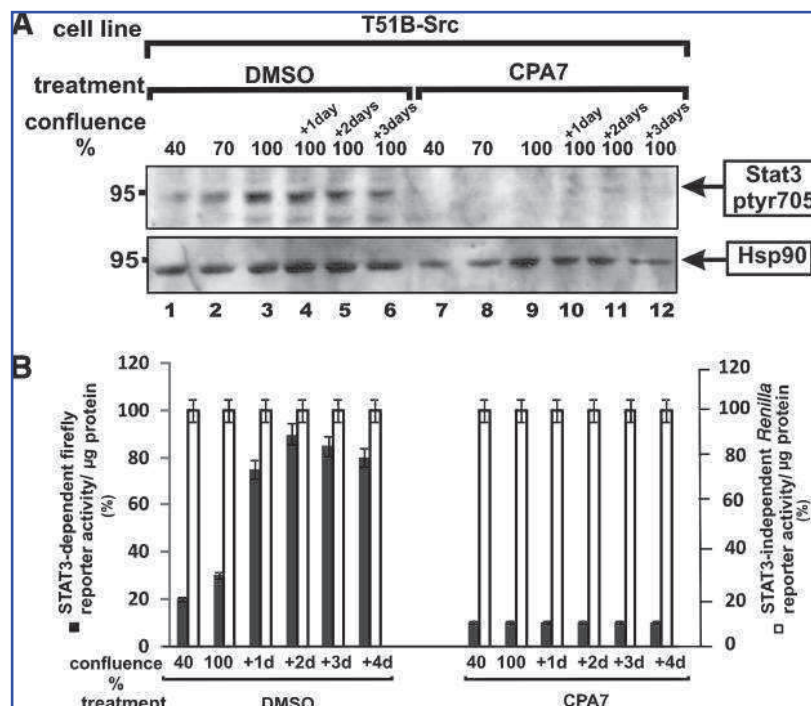 A
cell line
T51B-Src
treatment
DMSO
CPA7
confluence
%
+1day
+2days
+3days
+1day
+2days
+3days
40 70 100 100 100 100 40 70 100 100 100 100
95
Stat3
ptyr705
95
Hsp90
1 2 3 4 5 6 7 8 9 10 11 12
B
■ STAT3-dependent firefly
reporter activity/ µg protein
(%)
120
100
80
60
40
20
0
120
100
80
60
40
20
0
□ STAT3-independent Renilla
reporter activity/ µg protein
(%)
confluence
%
40 100 +1d +2d +3d +4d
40 100 +1d +2d +3d +4d
treatment
DMSO
CPA7